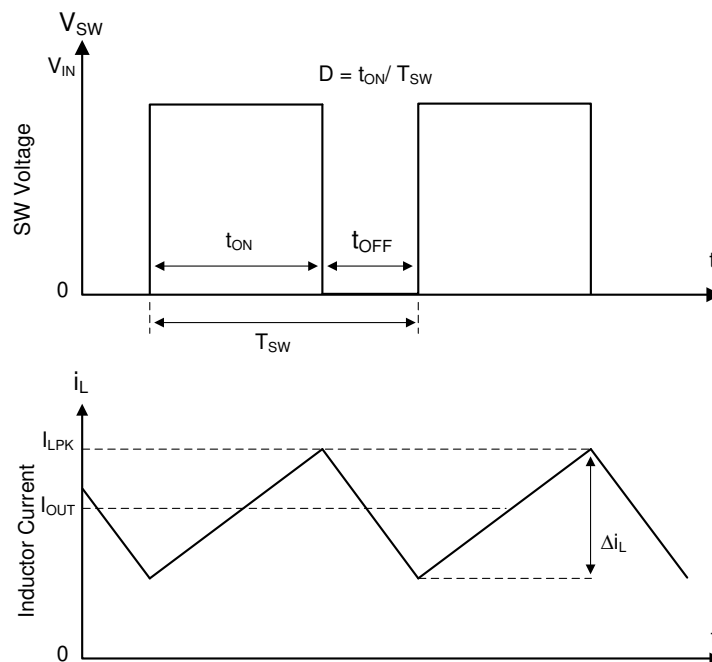 V_SW
V_IN
D = t_ON/ T_SW
SW Voltage
t_ON
t_OFF
t
0
T_SW
i_L
I_LPK
I_OUT
Δi_L
Inductor Current
0